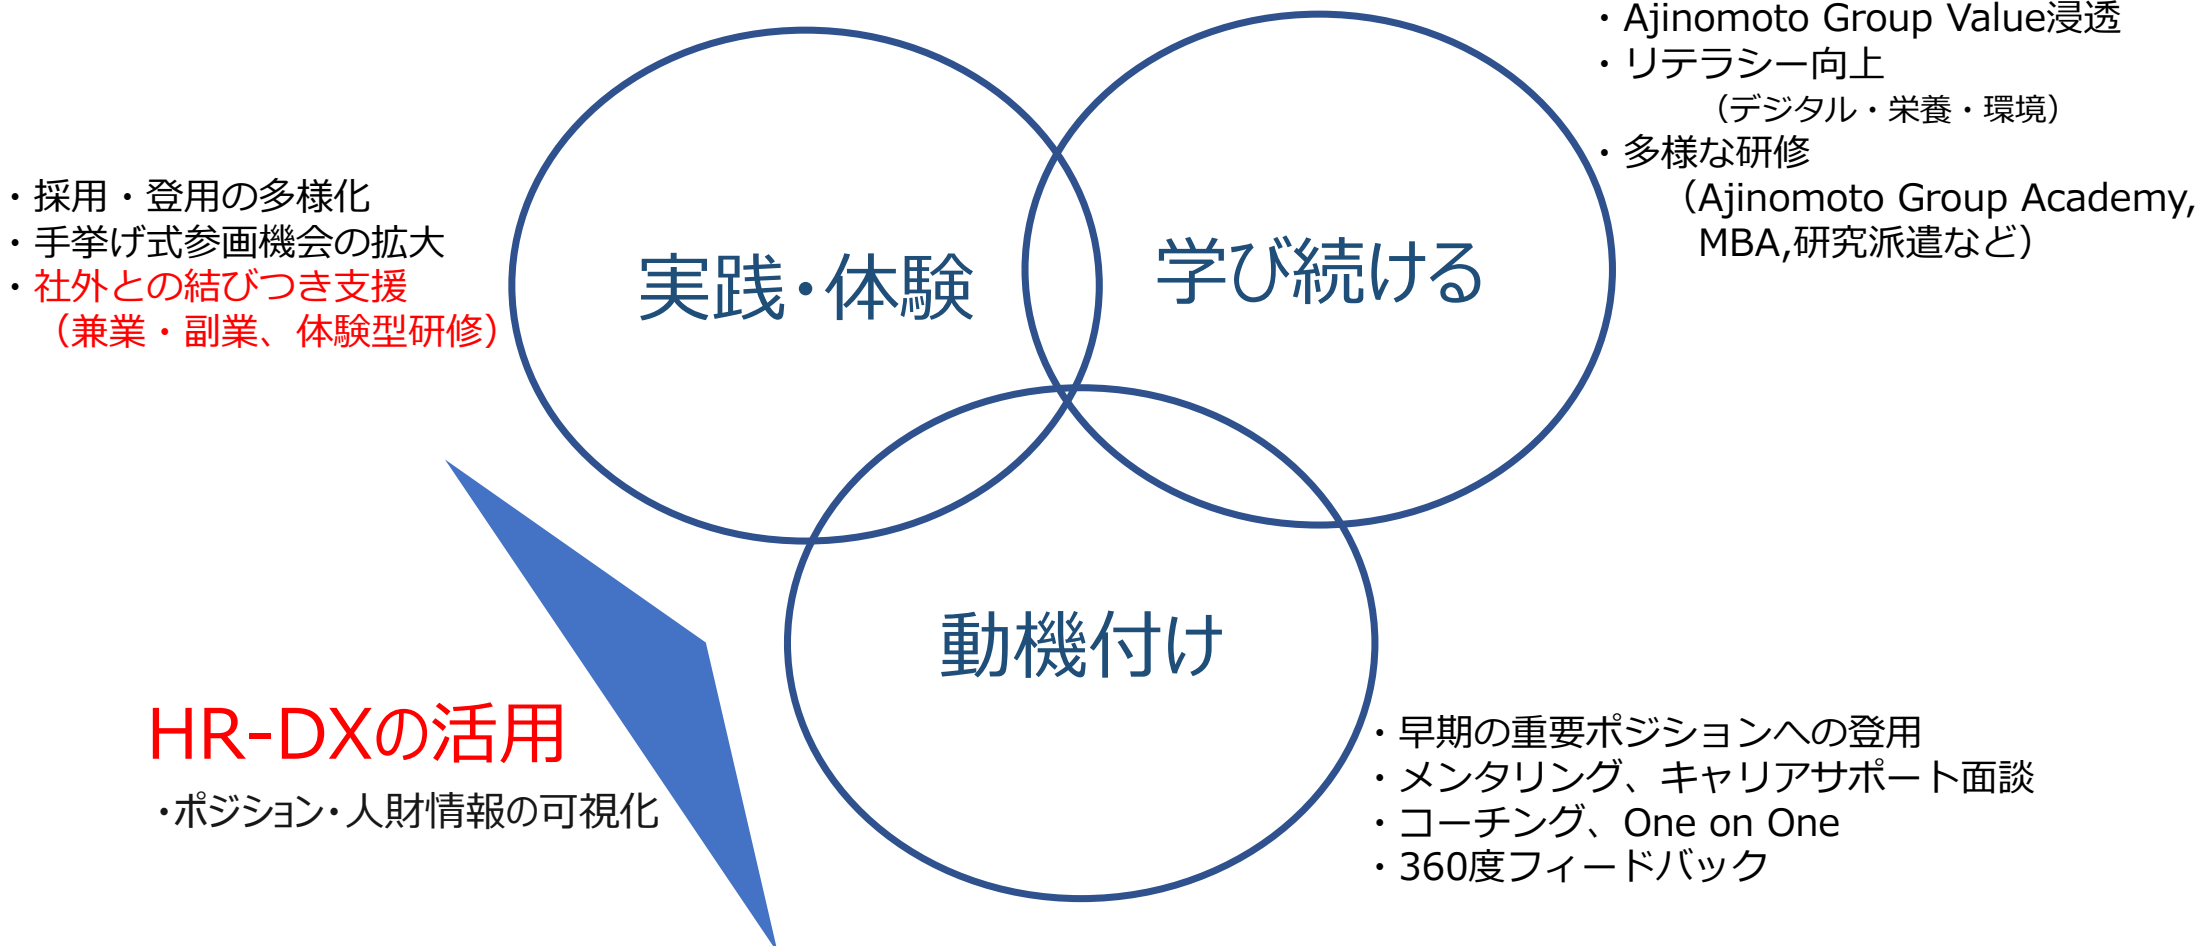 ・採用・登用の多様化
・手挙げ式参画機会の拡大
・社外との結びつき支援
（兼業・副業、体験型研修）
実践・体験
学び続ける
・Ajinomoto Group Value浸透
・リテラシー向上
（デジタル・栄養・環境）
・多様な研修
（Ajinomoto Group Academy,
MBA,研究派遣など）
動機付け
HR-DXの活用
・ポジション・人財情報の可視化
・早期の重要ポジションへの登用
・メンタリング、キャリアサポート面談
・コーチング、One on One
・360度フィードバック